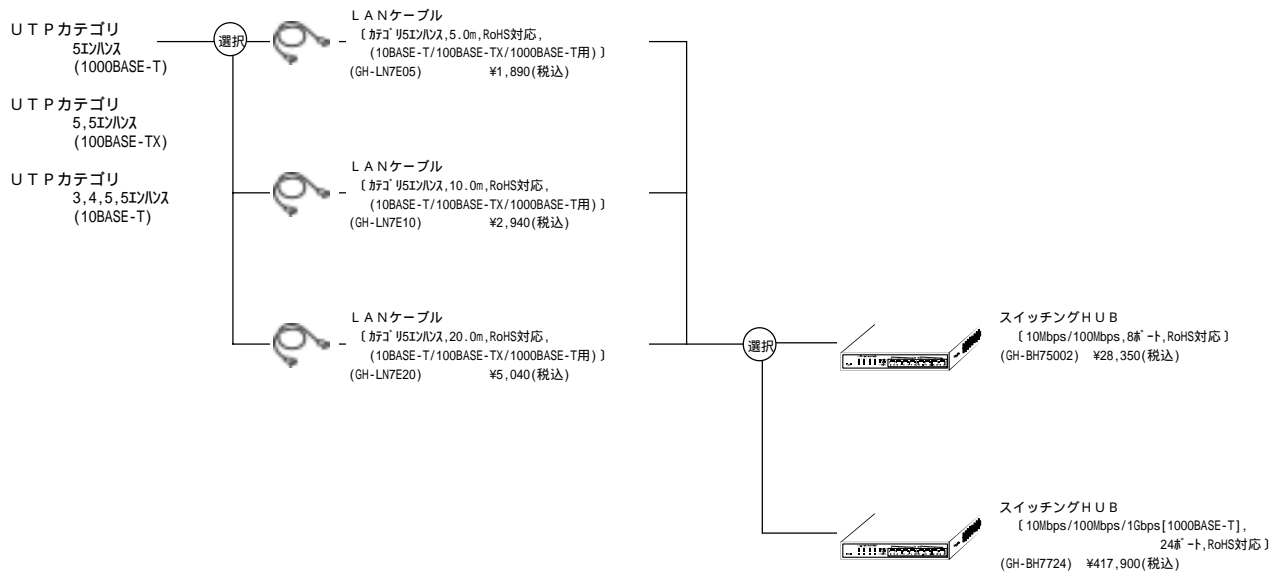 ＵＴＰカテゴリ
5ｴﾝﾊﾝｽ
(1000BASE-T)
ＵＴＰカテゴリ
5,5ｴﾝﾊﾝｽ
(100BASE-TX)
ＵＴＰカテゴリ
3,4,5,5ｴﾝﾊﾝｽ
(10BASE-T)
選択
ＬＡＮケーブル
〔ｶﾃｺﾞﾘ5ｴﾝﾊﾝｽ,5.0m,RoHS対応,
(10BASE-T/100BASE-TX/1000BASE-T用)〕
(GH-LN7E05) ¥1,890(税込)
ＬＡＮケーブル
〔ｶﾃｺﾞﾘ5ｴﾝﾊﾝｽ,10.0m,RoHS対応,
(10BASE-T/100BASE-TX/1000BASE-T用)〕
(GH-LN7E10) ¥2,940(税込)
ＬＡＮケーブル
〔ｶﾃｺﾞﾘ5ｴﾝﾊﾝｽ,20.0m,RoHS対応,
(10BASE-T/100BASE-TX/1000BASE-T用)〕
(GH-LN7E20) ¥5,040(税込)
選択
スイッチングＨＵＢ
〔10Mbps/100Mbps,8ﾎﾟｰﾄ,RoHS対応〕
(GH-BH75002) ¥28,350(税込)
スイッチングＨＵＢ
〔10Mbps/100Mbps/1Gbps[1000BASE-T],
24ﾎﾟｰﾄ,RoHS対応〕
(GH-BH7724) ¥417,900(税込)